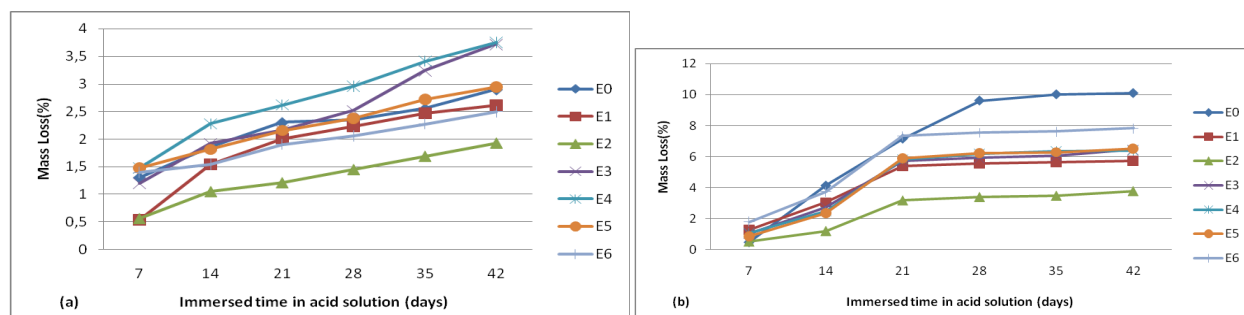 4
3,5
3
2,5
2
1,5
1
0,5
0
Mass Loss(%)
7 14 21 28 35 42
(a) Immersed time in acid solution (days)
E0
E1
E2
E3
E4
E5
E6
12
10
8
6
4
2
0
Mass Loss(%)
7 14 21 28 35 42
(b) Immersed time in acid solution (days)
E0
E1
E2
E3
E4
E5
E6